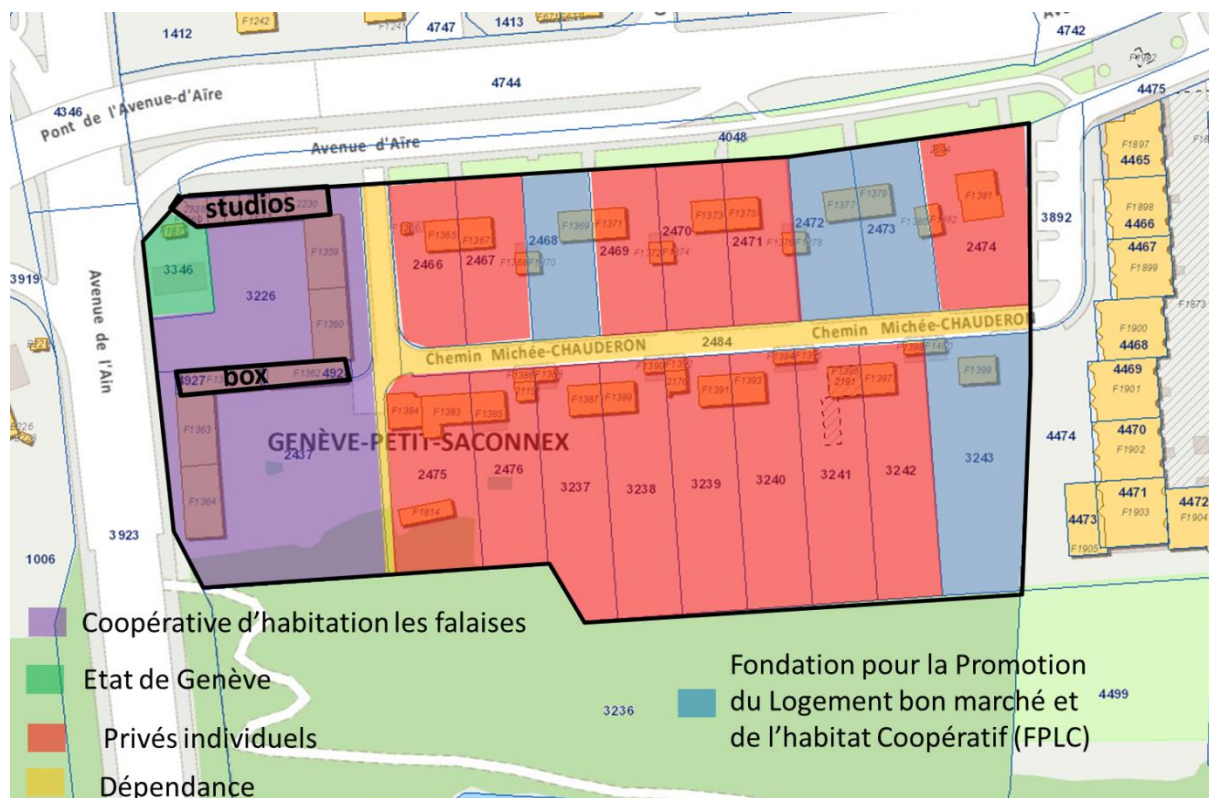 1412
F1242
F1241
4747
1413
4742
4346
Pont de l'Avenue-d'Aïre
4744
4475
Avenue d'Aïre
4048
F1897
4465
studios
2230
F1359
F1365
F1367
2466
2467
2468
F1369
F1371
2469
2470
F1373
F1375
2471
2472
F1377
F1379
2473
F1381
2474
3892
F1898
4466
4467
F1899
F1873
3919
Avenue de l'Ain
3346
3226
F1360
Chemin Michée-CHAUDERON
2484
Chemin Michée-CHAUDERON
F1900
4468
4927
box
F1362
F1363
F1384
F1383
F1385
F1387
F1389
F1391
F1393
2191
F1397
F1399
4469
F1901
GENÈVE-PETIT-SACONNEX
2437
2475
2476
3237
3238
3239
3240
3241
3242
3243
4474
4470
F1902
F1364
F1814
4471
F1903
4472
F1904
4473
F1905
3923
1006
Coopérative d'habitation les falaises
Etat de Genève
Privés individuels
Dépendance
3236
Fondation pour la Promotion
du Logement bon marché et
de l'habitat Coopératif (FPLC)
4499